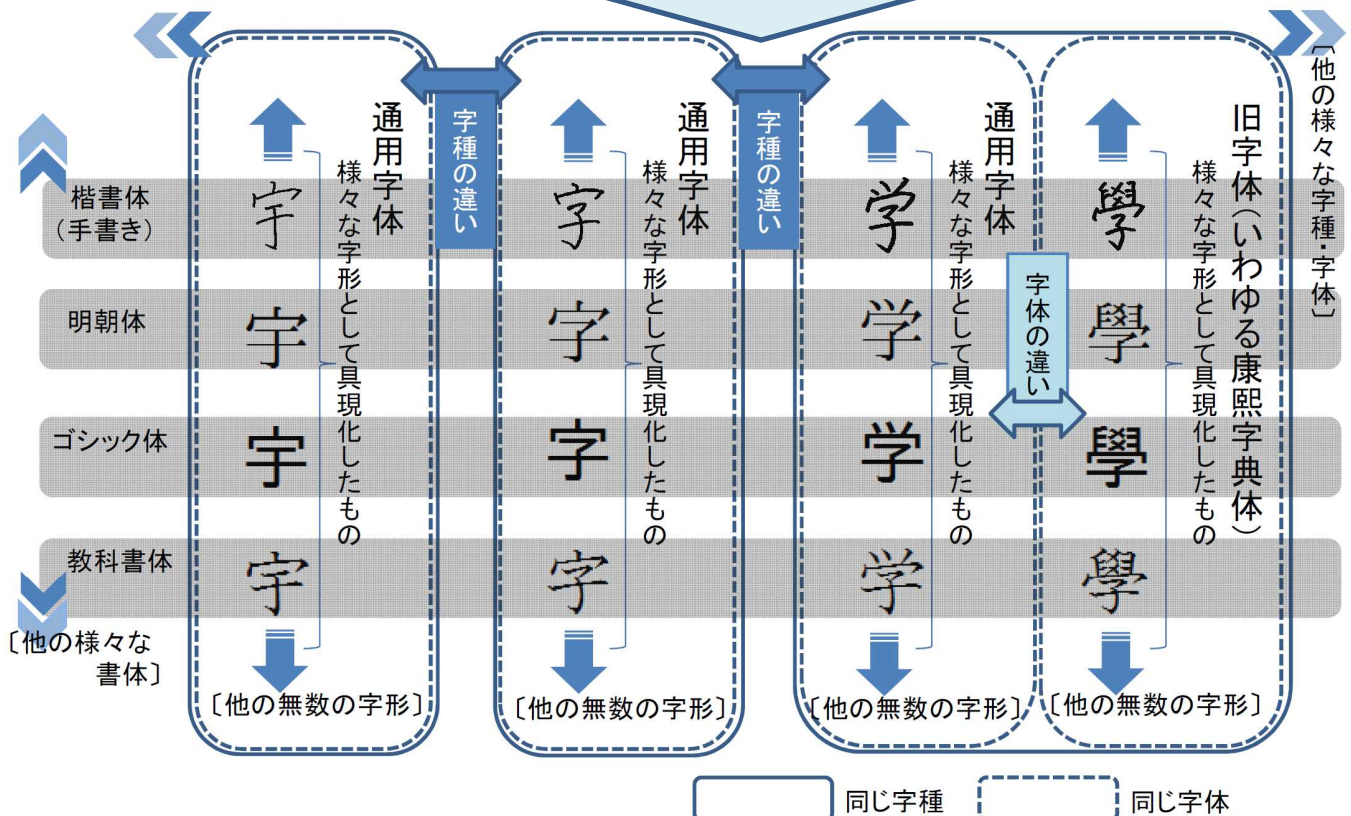 〔他の様々な字種・字体〕
通用字体
様々な字形として具現化したもの
字種の違い
通用字体
様々な字形として具現化したもの
字種の違い
通用字体
様々な字形として具現化したもの
字体の違い
旧字体(いわゆる康熙字典体)
様々な字形として具現化したもの
楷書体
(手書き)
宇 字 学 學
明朝体
宇 字 学 學
ゴシック体
宇 字 学 學
教科書体
宇 字 学 學
〔他の様々な
書体〕
〔他の無数の字形〕
〔他の無数の字形〕
〔他の無数の字形〕
〔他の無数の字形〕
同じ字種
同じ字体